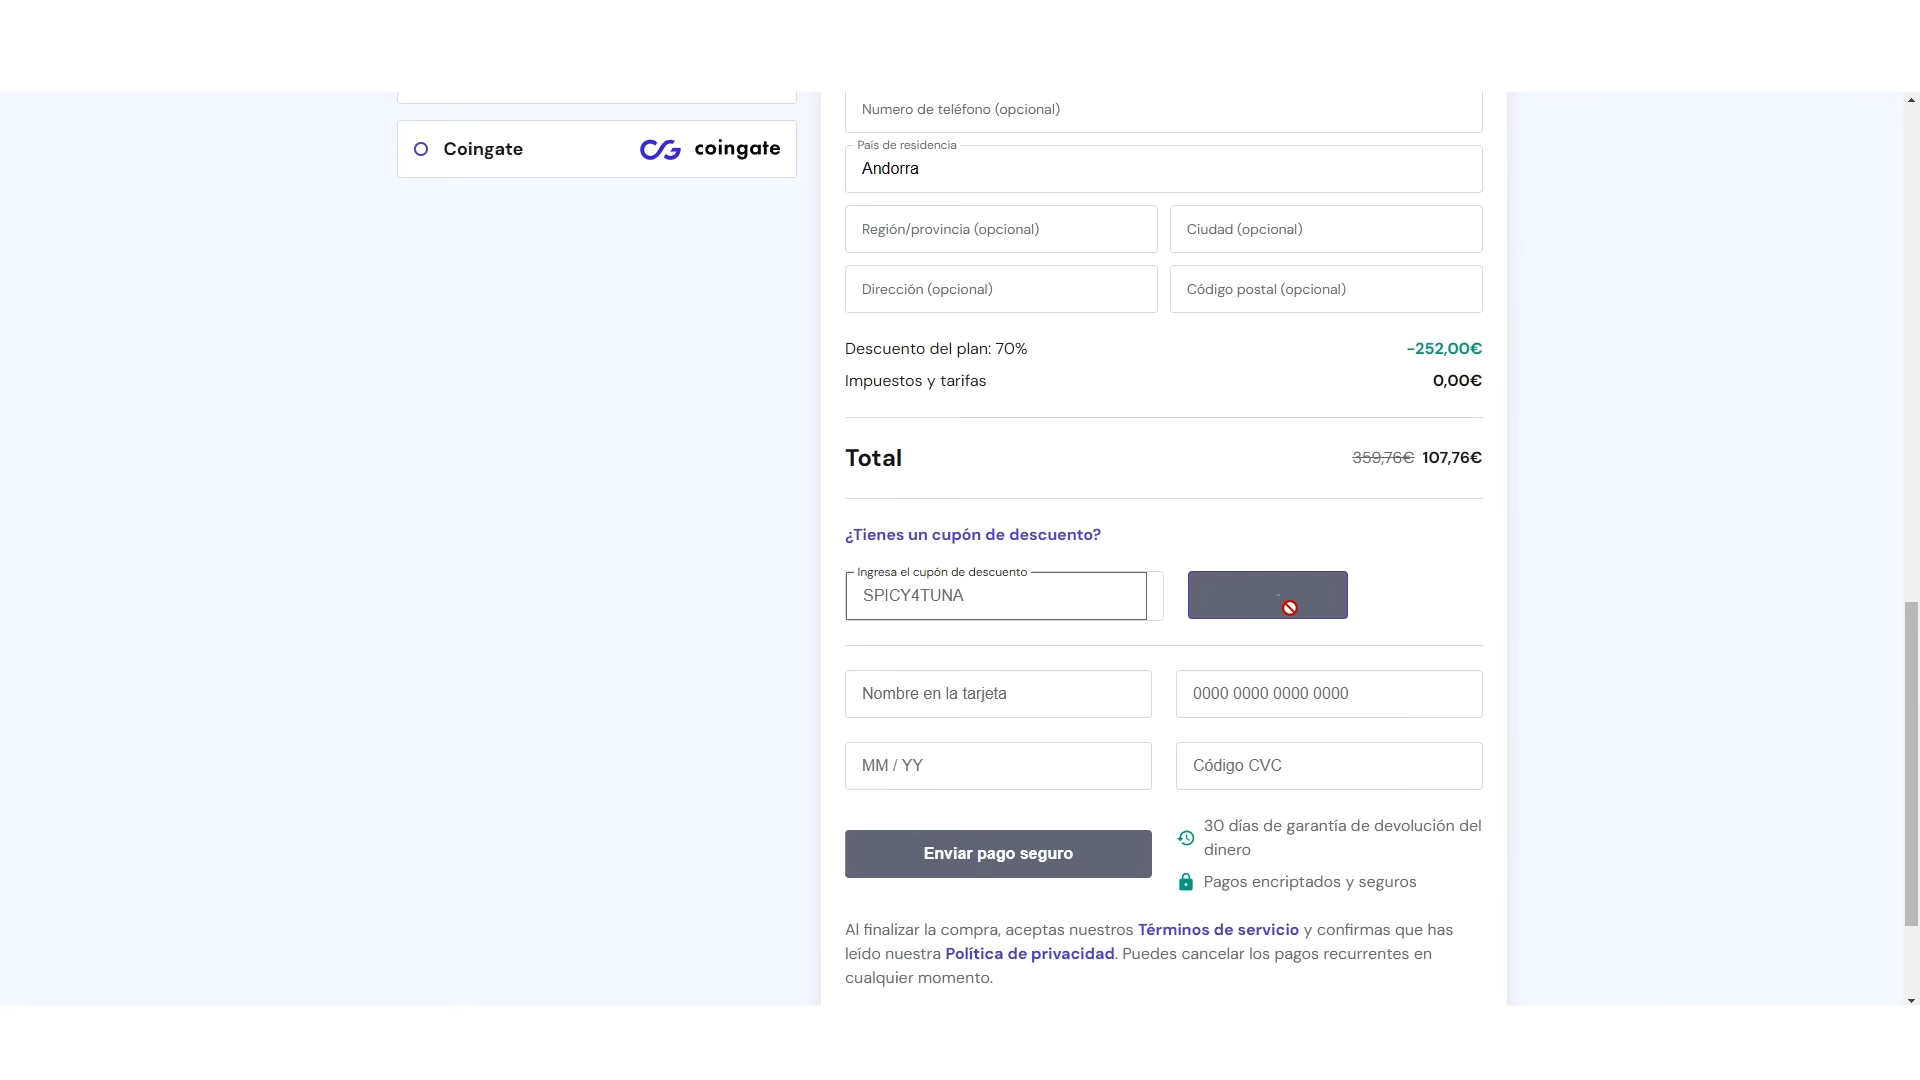 Coingate
coingate
Numero de teléfono (opcional)
Pais de residencia
Andorra
Región/provincia (opcional)
Ciudad (opcional)
Dirección (opcional)
Código postal (opcional)
Descuento del plan: 70%
-252,00€
Impuestos y tarifas
0,00€
Total
359,76€ 107,76€
¿Tienes un cupón de descuento?
Ingresa el cupón de descuento
SPICY4TUNA
Nombre en la tarjeta
0000 0000 0000 0000
MM / YY
Código CVC
Enviar pago seguro
30 días de garantía de devolución del
dinero
Pagos encriptados y seguros
Al finalizar la compra, aceptas nuestros Términos de servicio y confirmas que has
leído nuestra Política de privacidad. Puedes cancelar los pagos recurrentes en
cualquier momento.